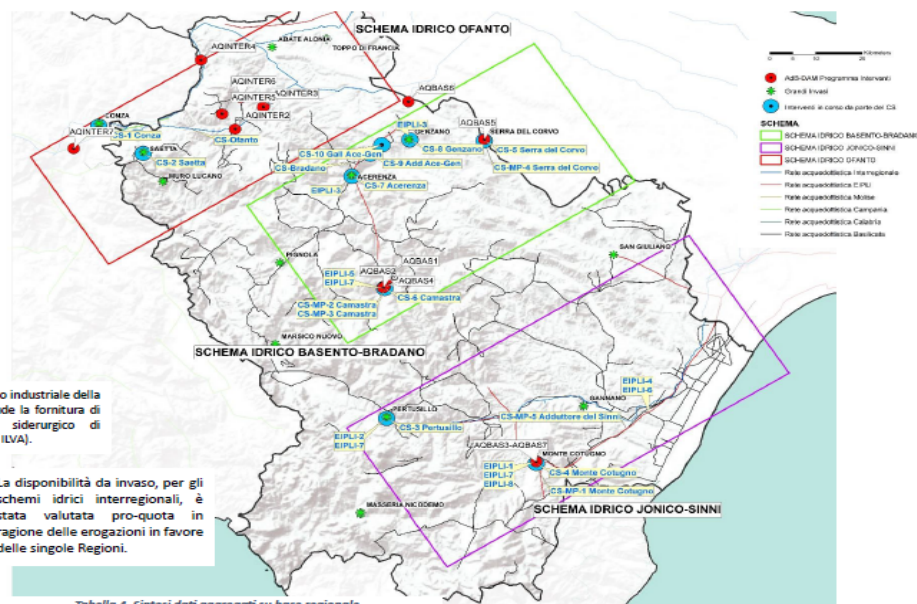 SCHEMA IDRICO OFANTO
ABATE ALONIA
TOPPO DI FRANCIA
AQINTER4
AQINTER6
AQINTER5
AQINTER3
AQINTER2
AQINTER7
CONZA
CS-1 Conza
CS-Ofanto
SAETTA
CS-2 Saetta
MURO LUCANO
AQBAS6
AQBAS5
EIPLI-3
GENZANO
CS-8 Genzano
SERRA DEL CORVO
CS-5 Serra del Corvo
CS-MP-4 Serra del Corvo
CS-10 Gall Ace-Gen
CS-9 Add Ace-Gen
CS-Bradano
ACERENZA
CS-7 Acerenza
EIPLI-3
PIGNOLA
SAN GIULIANO
AQBAS1
AQBAS2
AQBAS4
EIPLI-5
EIPLI-7
CS-6 Camastra
CS-MP-2 Camastra
CS-MP-3 Camastra
MARSICO NUOVO
SCHEMA IDRICO BASENTO-BRADANO
EIPLI-4
EIPLI-6
GANNANO
CS-MP-5 Adduttore del Sinni
PERTUSILLO
CS-3 Pertusillo
EIPLI-2
EIPLI-7
AQBAS3-AQBAS7
MONTE COTUGNO
EIPLI-1
EIPLI-7
EIPLI-8
CS-4 Monte Cotugno
CS-MP-1 Monte Cotugno
MASSERIA NICODEMO
SCHEMA IDRICO JONICO-SINNI
Kilometers
AdB-DAM Programma Interventi
Grandi Invasi
Interventi in corso da parte del CS
SCHEMA
SCHEMA IDRICO BASENTO-BRADANO
SCHEMA IDRICO JONICO-SINNI
SCHEMA IDRICO OFANTO
Rete acquedottistica Interregionale
Rete acquedottistica EIPLI
Rete acquedottistica Molise
Rete acquedottistica Campania
Rete acquedottistica Calabria
Rete acquedottistica Basilicata
o industriale della
de la fornitura di
siderurgico di
ILVA).
La disponibilità da invaso, per gli
schemi idrici interregionali, è
stata valutata pro-quota in
ragione delle erogazioni in favore
delle singole Regioni.
Tabella 4. Sintesi dati aggregati su base regionale